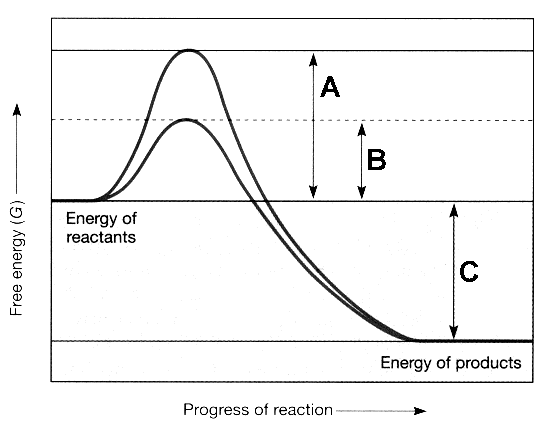 A
B
Energy of
reactants
C
Energy of products
Free energy (G)
Progress of reaction